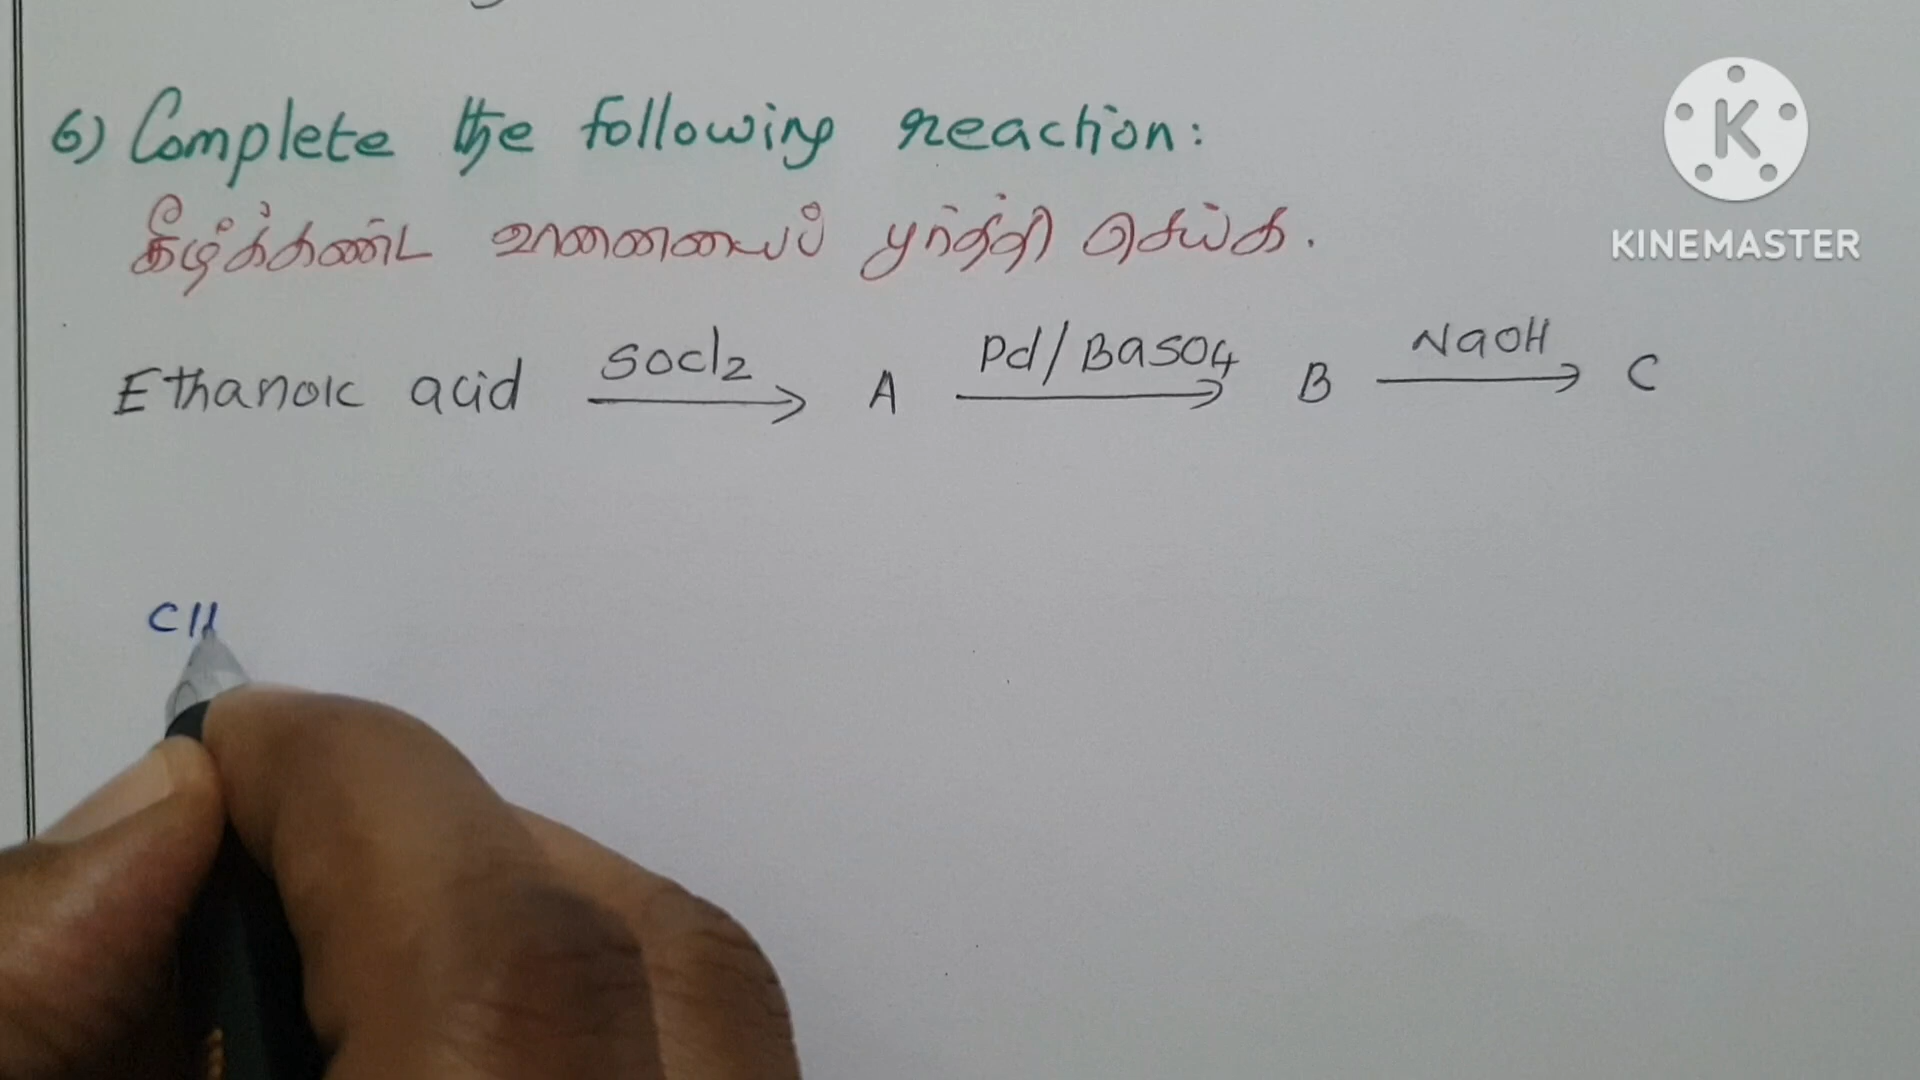 6) Complete the following reaction:
கீழ்க்கண்ட வினையைப் பூர்த்தி செய்க.
Ethanoic acid SOCl2 A Pd/BaSO4 B NaOH C
CH
K
KINEMASTER